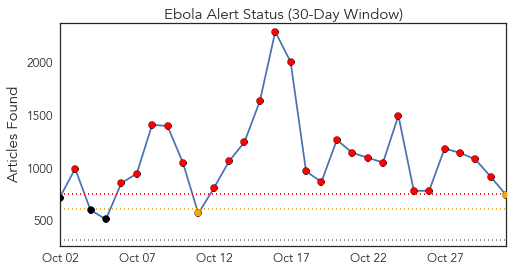 Ebola Alert Status (30-Day Window)
Articles Found
2000
1500
1000
500
Oct 02
Oct 07
Oct 12
Oct 17
Oct 22
Oct 27